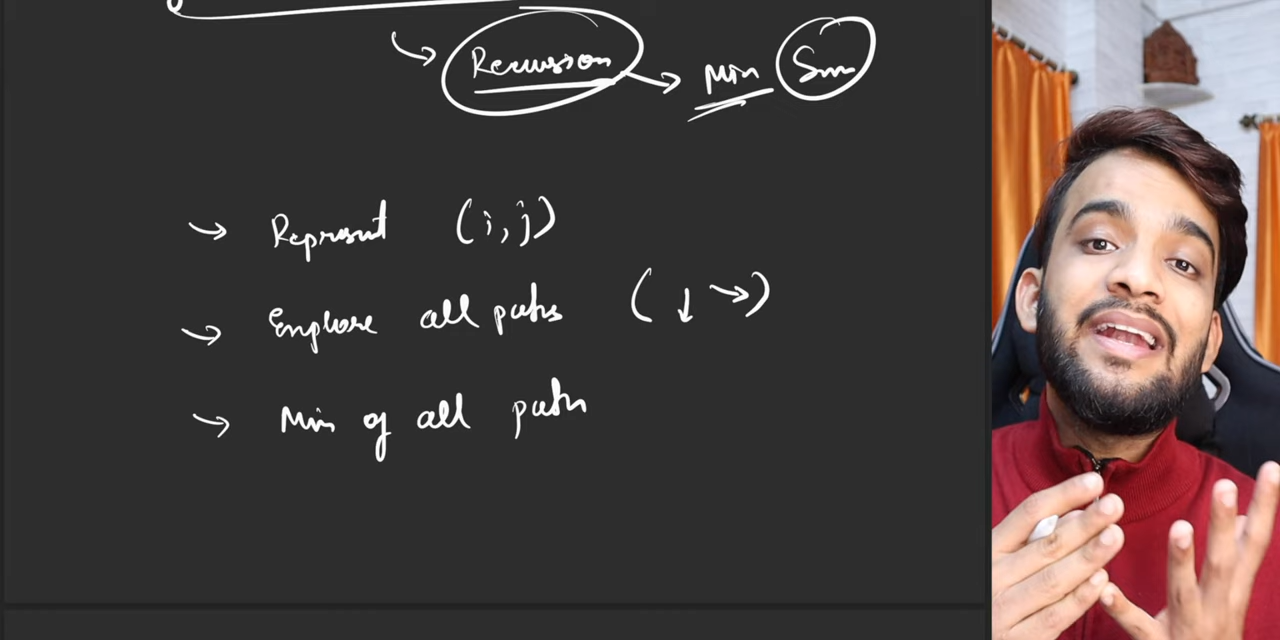 Recursion → Min Sum
→ Represent (i, j)
→ Explore all paths (↓ →)
→ Min of all paths